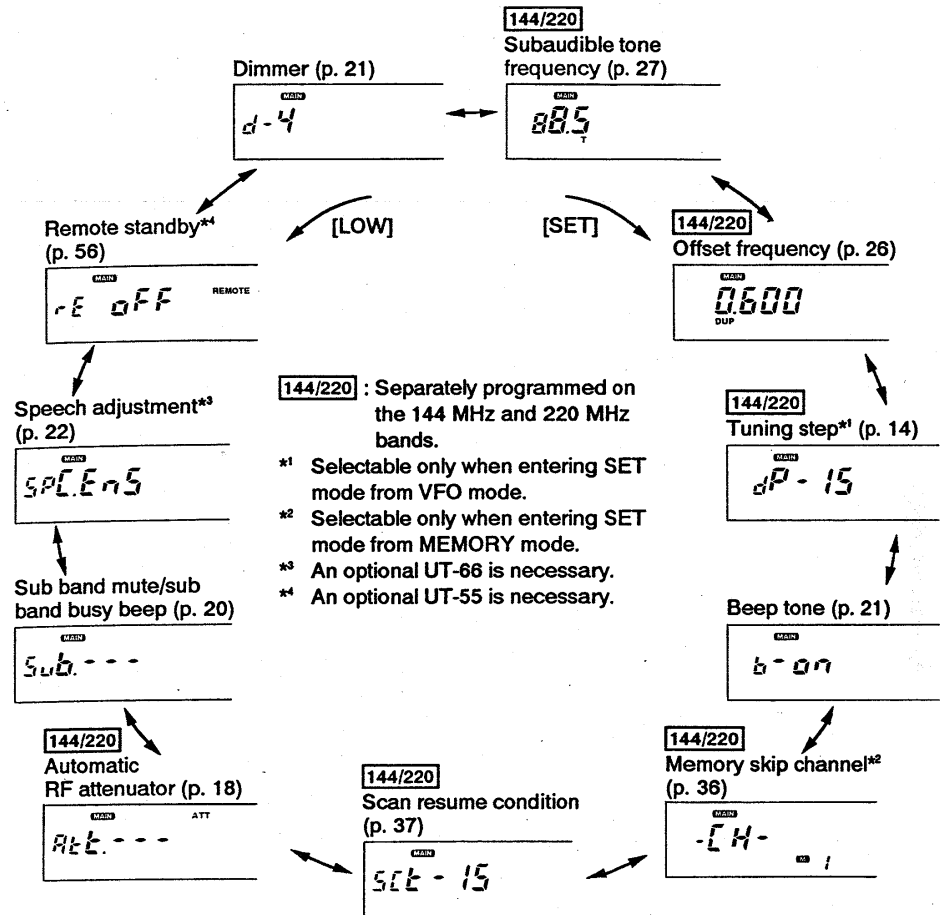 144/220
Subaudible tone
frequency (p. 27)
MAIN
88.5
T
Dimmer (p. 21)
MAIN
d-4
[LOW]
[SET]
Remote standby*4
(p. 56)
MAIN
REMOTE
rE oFF
144/220
Offset frequency (p. 26)
MAIN
0.600
DUP
Speech adjustment*3
(p. 22)
MAIN
SPC.EnS
144/220 : Separately programmed on
the 144 MHz and 220 MHz
bands.
*1 Selectable only when entering SET
mode from VFO mode.
*2 Selectable only when entering SET
mode from MEMORY mode.
*3 An optional UT-66 is necessary.
*4 An optional UT-55 is necessary.
144/220
Tuning step*1 (p. 14)
MAIN
dP - 15
Sub band mute/sub
band busy beep (p. 20)
MAIN
Sub.---
Beep tone (p. 21)
MAIN
b-on
144/220
Automatic
RF attenuator (p. 18)
MAIN
ATT
Att.---
144/220
Scan resume condition
(p. 37)
MAIN
SCt - 15
144/220
Memory skip channel*2
(p. 36)
MAIN
-CH-
M 1